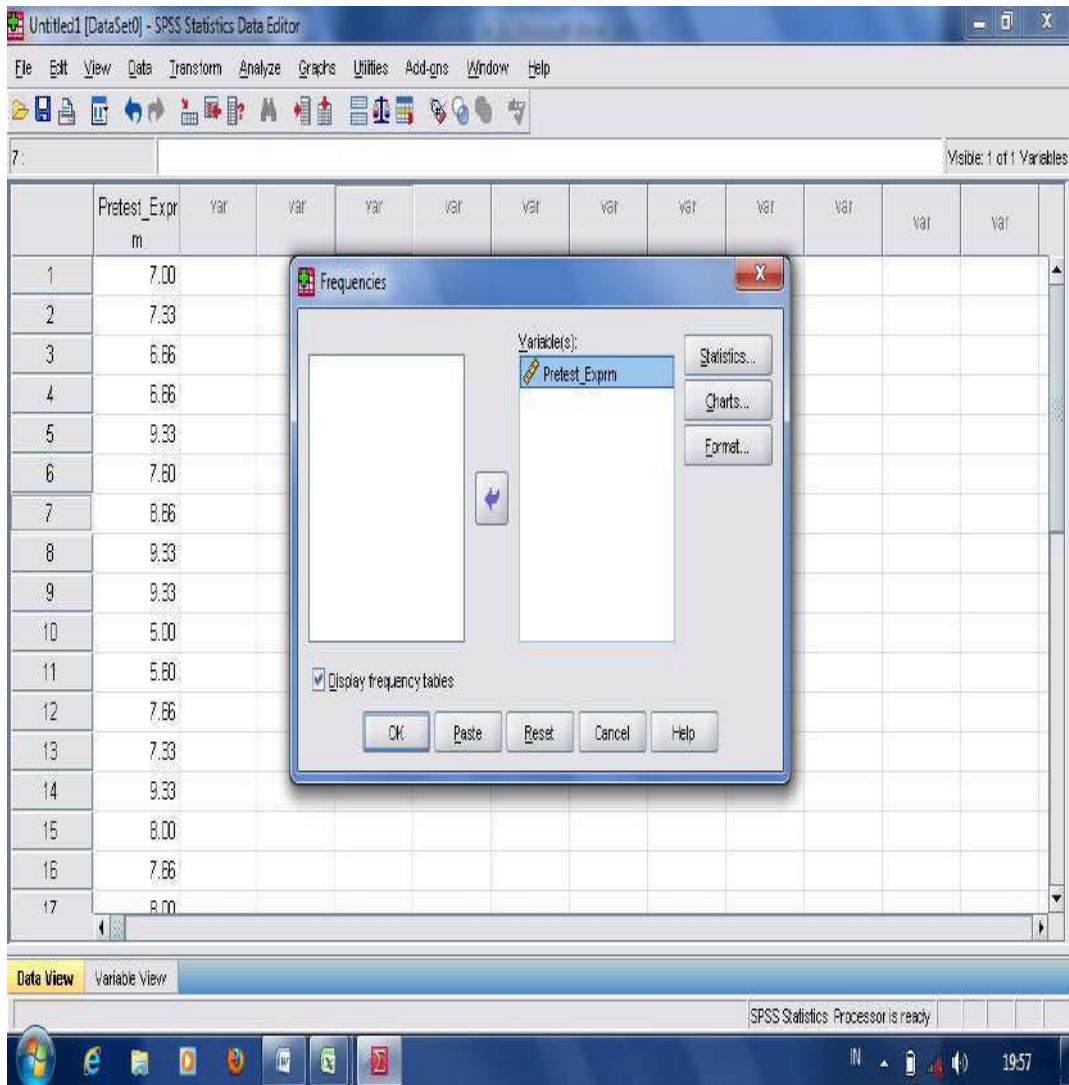 Untitled1 [DataSet0] - SPSS Statistics Data Editor
File Edit View Data Transform Analyze Graphs Utilities Add-ons Window Help
7 :
Visible: 1 of 1 Variables
Pretest_Expr
m
var var var var var var var var var var var
1 7.00
2 7.33
3 6.66
4 6.66
5 9.33
6 7.60
7
8 9.33
9 9.33
10 5.00
11 5.60
12 7.66
13 7.33
14 9.33
15 8.00
16 7.66
17 8.00
Frequencies
Variable(s):
Pretest_Exprm
Statistics...
Charts...
Format...
Display frequency tables
OK Paste Reset Cancel Help
Data View Variable View
SPSS Statistics Processor is ready
IN 19:57